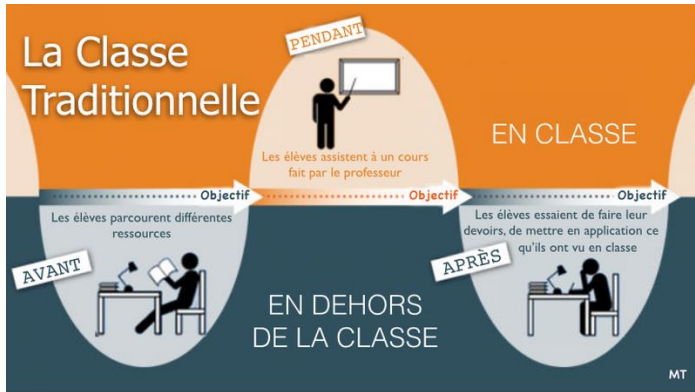 La Classe
Traditionnelle
PENDANT
Les élèves assistent à un cours
fait par le professeur
EN CLASSE
Objectif
Objectif
Objectif
Les élèves parcourent différentes
ressources
AVANT
Les élèves essaient de faire leur
devoirs, de mettre en application ce
qu'ils ont vu en classe
APRÈS
EN DEHORS
DE LA CLASSE
MT